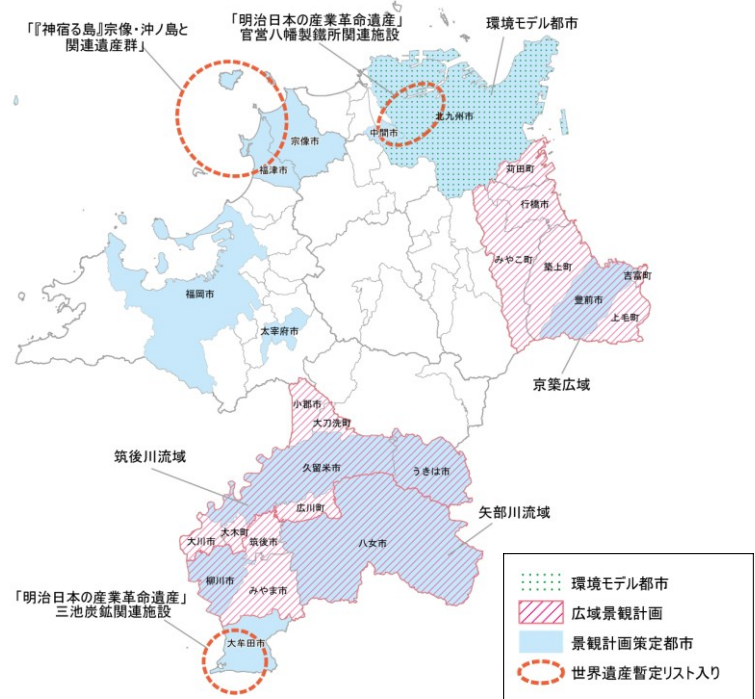 「『神宿る島』宗像・沖ノ島と
関連遺産群」
「明治日本の産業革命遺産」
官営八幡製鐵所関連施設
環境モデル都市
北九州市
中間市
宗像市
福津市
苅田町
行橋市
みやこ町
築上町
吉富町
豊前市
上毛町
福岡市
太宰府市
京築広域
小郡市
大刀洗町
筑後川流域
久留米市
うきは市
広川町
矢部川流域
大川市
大木町
筑後市
八女市
柳川市
みやま市
「明治日本の産業革命遺産」
三池炭鉱関連施設
大牟田市
環境モデル都市
広域景観計画
景観計画策定都市
世界遺産暫定リスト入り